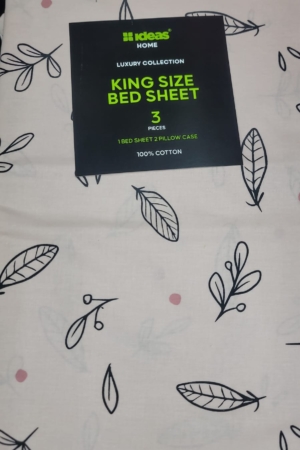 ideas
HOME
LUXURY COLLECTION
KING SIZE
BED SHEET
3
PIECES
1 BED SHEET 2 PILLOW CASE
100% COTTON